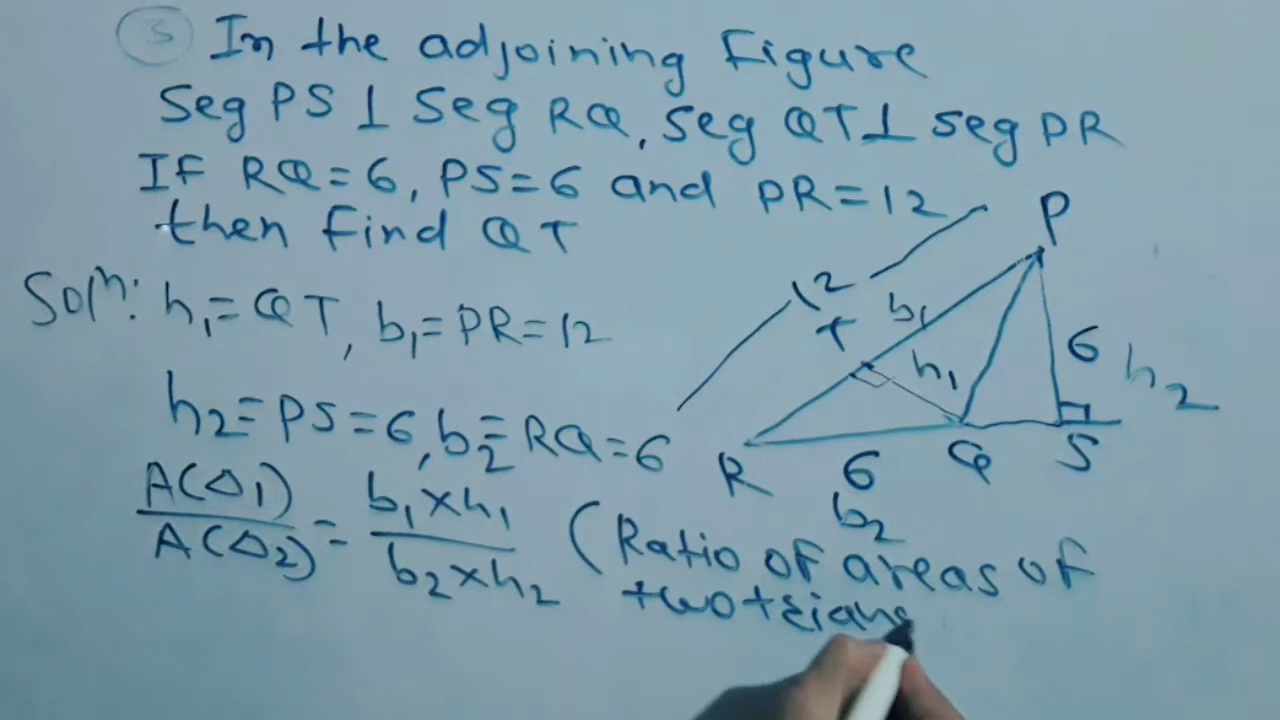 3 In the adjoining Figure
Seg PS ⊥ Seg RQ, seg QT ⊥ seg PR
If RQ = 6, PS = 6 and PR = 12
then Find QT
Solⁿ: h₁ = QT, b₁ = PR = 12
h₂ = PS = 6, b₂ = RQ = 6
A(Δ1) / A(Δ2) = b₁ × h₁ / b₂ × h₂ (Ratio of areas of
two triang
P
12
T
b₁
h₁
6
h₂
R
6
Q
S
b₂